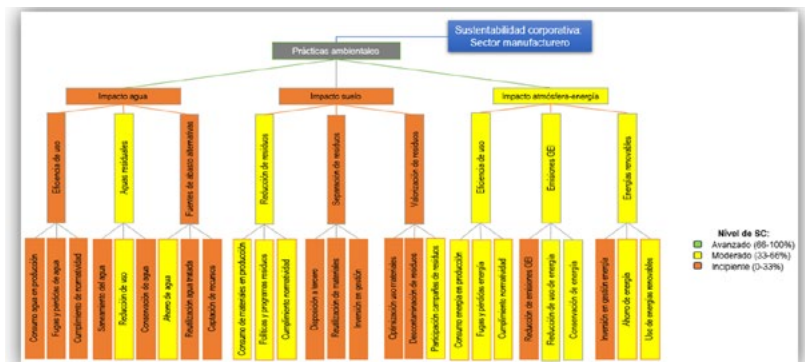 Sustentabilidad corporativa:
Sector manufacturero
Prácticas ambientales
Impacto agua
Impacto suelo
Impacto atmósfera-energía
Eficiencia de uso
Aguas residuales
Fuentes de abasto alternativas
Reducción de residuos
Separación de residuos
Valorización de residuos
Eficiencia de uso
Emisiones GEI
Energías renovables
Consumo agua en producción
Fugas y pérdidas de agua
Cumplimiento de normatividad
Saneamiento del agua
Reducción de uso
Conservación de agua
Ahorro de agua
Reutilización agua tratada
Captación de recursos
Consumo de materiales en producción
Políticas y programas residuos
Cumplimiento normatividad
Disposición a tercero
Reutilización de materiales
Inversión en gestión
Optimización uso materiales
Descontaminación de residuos
Participación campañas de residuos
Consumo energía en producción
Fugas y pérdidas energía
Cumplimiento de normatividad
Reducción de emisiones GEI
Reducción de uso de energía
Conservación de energía
Inversión en gestión energía
Ahorro de energía
Uso de energías renovables
Nivel de SC:
Avanzado (66-100%)
Moderado (33-66%)
Incipiente (0-33%)